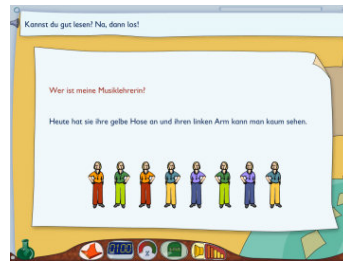 Kannst du gut lesen? Na, dann los!
Wer ist meine Musiklehrerin?
Heute hat sie ihre gelbe Hose an und ihren linken Arm kann man kaum sehen.
0100